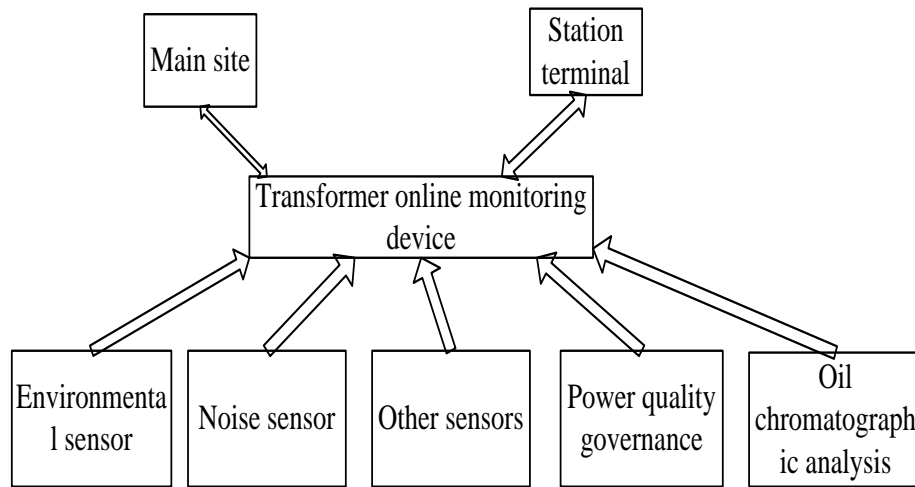 Main site
Station
terminal
Transformer online monitoring
device
Environmenta
l sensor
Noise sensor
Other sensors
Power quality
governance
Oil
chromatograph
ic analysis